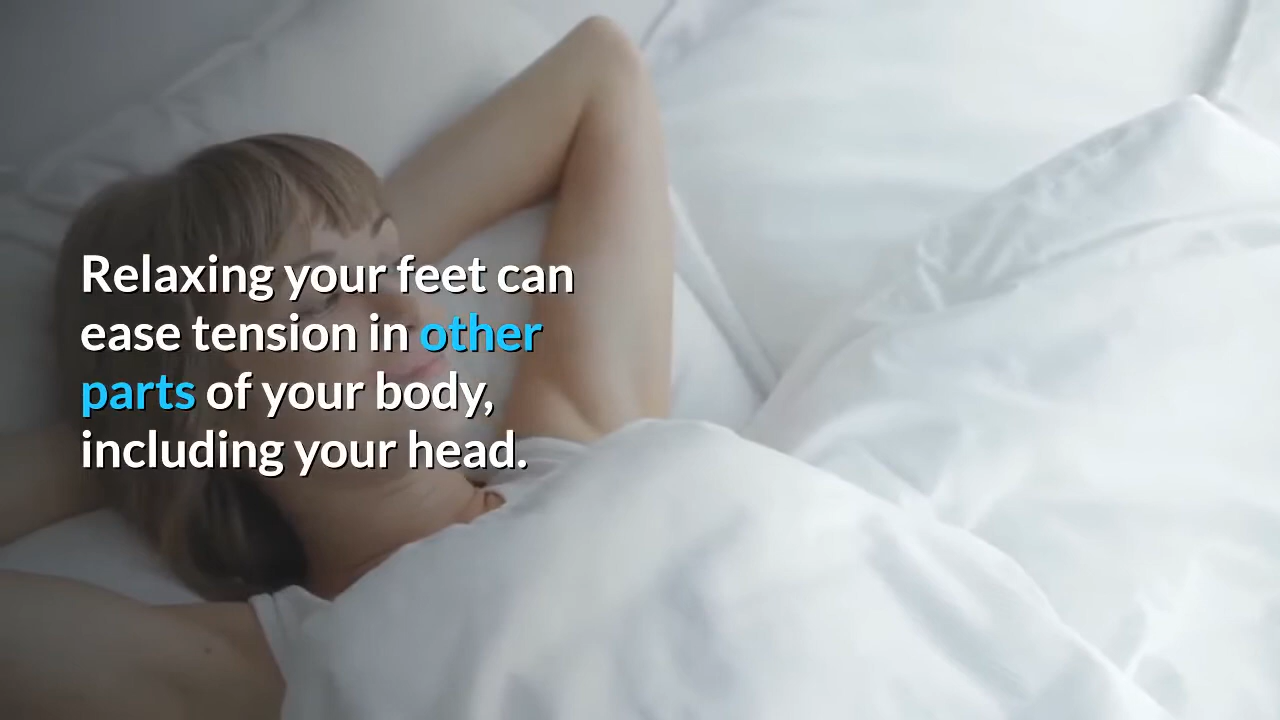 Relaxing your feet can
ease tension in other
parts of your body,
including your head.